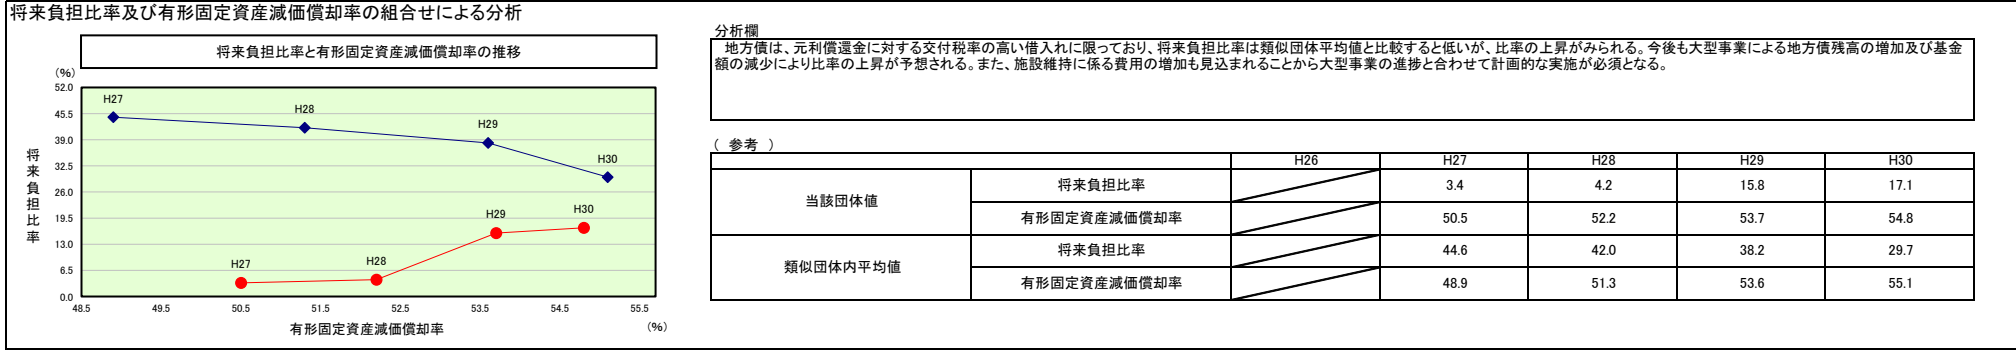 将来負担比率及び有形固定資産減価償却率の組合せによる分析
将来負担比率と有形固定資産減価償却率の推移
(%)
52.0
45.5
39.0
32.5
26.0
19.5
13.0
6.5
0.0
将来負担比率
H27
H28
H29
H30
H27
H28
H29
H30
48.5 49.5 50.5 51.5 52.5 53.5 54.5 55.5
有形固定資産減価償却率
(%)
分析欄
地方債は、元利償還金に対する交付税率の高い借入れに限っており、将来負担比率は類似団体平均値と比較すると低いが、比率の上昇がみられる。今後も大型事業による地方債残高の増加及び基金
額の減少により比率の上昇が予想される。また、施設維持に係る費用の増加も見込まれることから大型事業の進捗と合わせて計画的な実施が必須となる。
( 参考 )
H26 H27 H28 H29 H30
当該団体値
将来負担比率 3.4 4.2 15.8 17.1
有形固定資産減価償却率 50.5 52.2 53.7 54.8
類似団体内平均値
将来負担比率 44.6 42.0 38.2 29.7
有形固定資産減価償却率 48.9 51.3 53.6 55.1